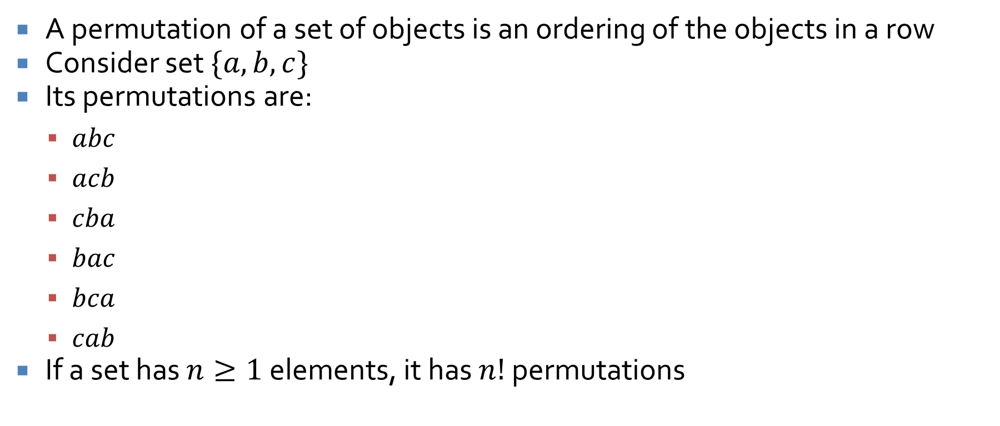 ▪ A permutation of a set of objects is an ordering of the objects in a row
▪ Consider set {a, b, c}
▪ Its permutations are:
▪ abc
▪ acb
▪ cba
▪ bac
▪ bca
▪ cab
▪ If a set has n ≥ 1 elements, it has n! permutations